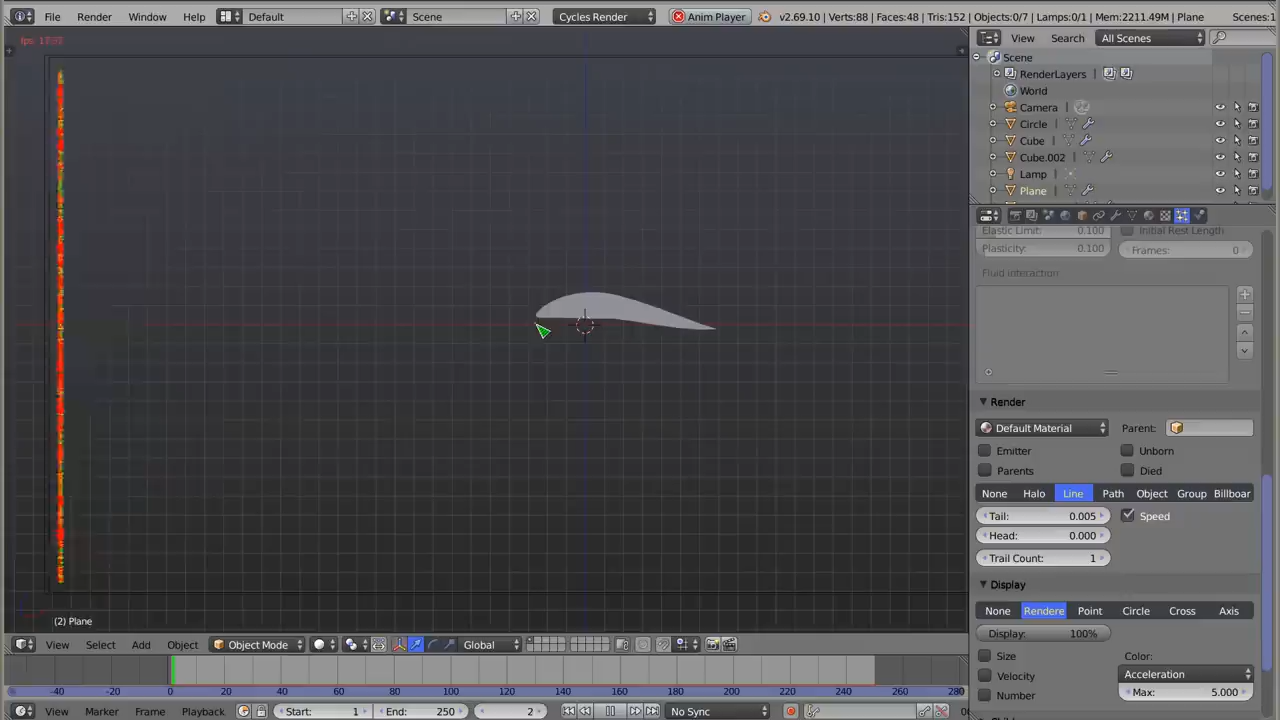 File Render Window Help Default Scene Cycles Render Anim Player v2.69.10 | Verts:88 | Faces:48 | Tris:152 | Objects:0/7 | Lamps:0/1 | Mem:2211.49M | Plane Scenes:1
fps: 17.37
View Search All Scenes
Scene
RenderLayers
World
Camera
Circle
Cube
Cube.002
Lamp
Plane
Elastic Limit: 0.100 Initial Rest Length
Plasticity: 0.100 Frames: 0
Fluid interaction
Render
Default Material Parent:
Emitter Unborn
Parents Died
None Halo Line Path Object Group Billboar
Tail: 0.005 Speed
Head: 0.000
Trail Count: 1
Display
None Rendere Point Circle Cross Axis
Display: 100%
Size Color:
Velocity Acceleration
Number Max: 5.000
(2) Plane
View Select Add Object Object Mode Global
-40 -20 0 20 40 60 80 100 120 140 160 180 200 220 240 260 280
View Marker Frame Playback Start: 1 End: 250 2 No Sync